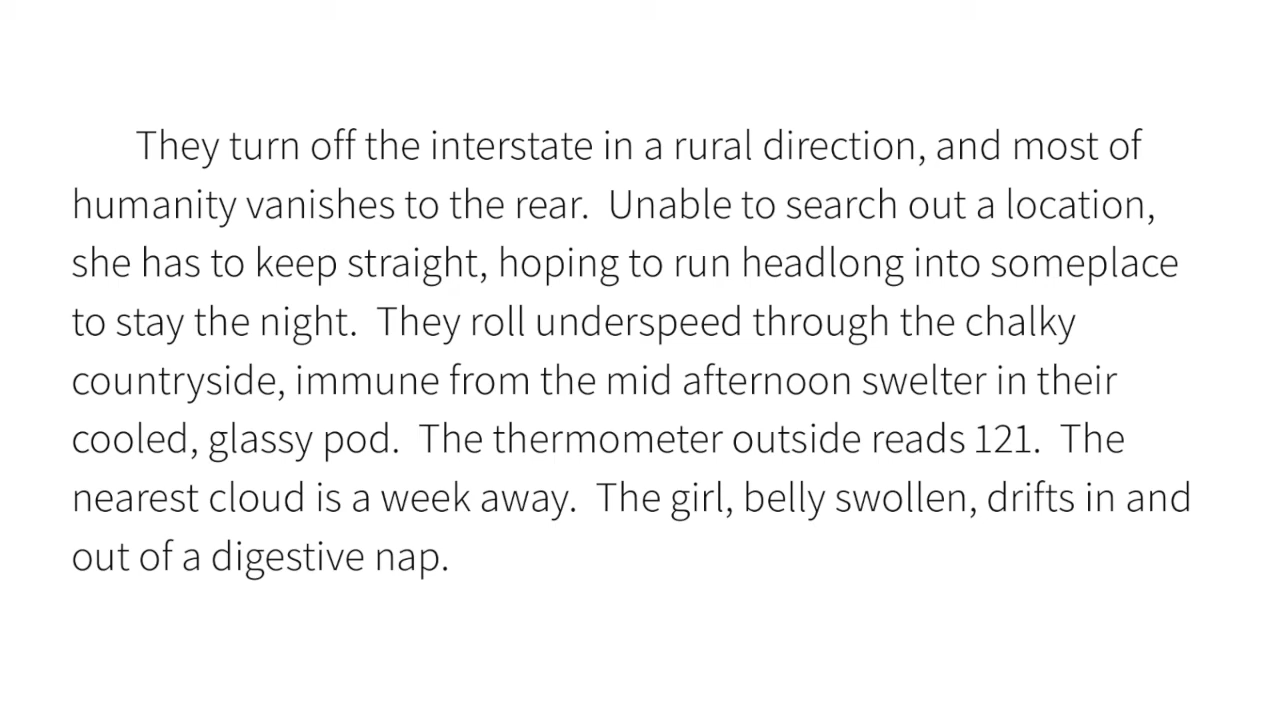 They turn off the interstate in a rural direction, and most of
humanity vanishes to the rear.  Unable to search out a location,
she has to keep straight, hoping to run headlong into someplace
to stay the night.  They roll underspeed through the chalky
countryside, immune from the mid afternoon swelter in their
cooled, glassy pod.  The thermometer outside reads 121.  The
nearest cloud is a week away.  The girl, belly swollen, drifts in and
out of a digestive nap.